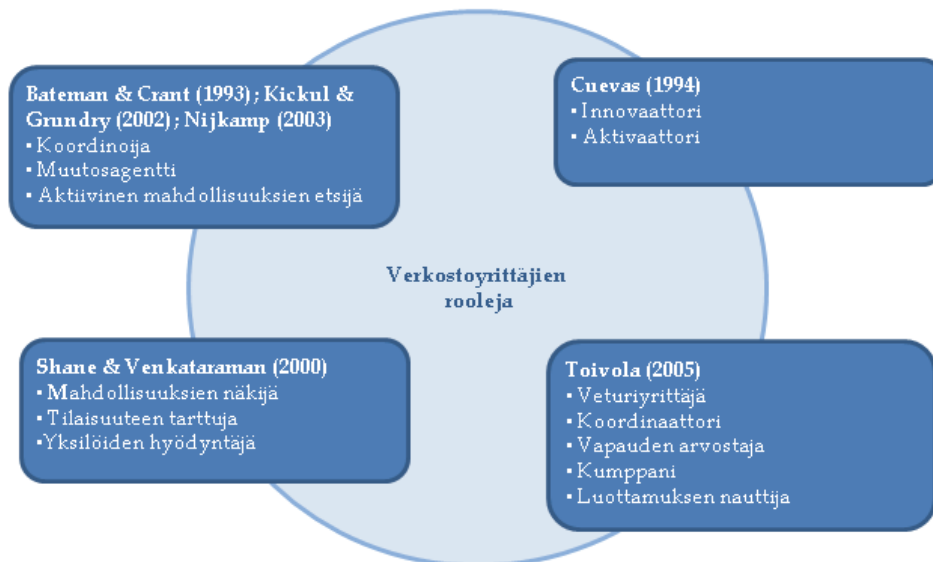 Bateman & Crant (1993); Kickul &
Grundry (2002); Nijkamp (2003)
▪ Koordinoija
▪ Muutosagentti
▪ Aktiivinen mahdollisuuksien etsijä
Cuevas (1994)
▪ Innovaattori
▪ Aktivaattori
Verkostoyrittäjien
rooleja
Shane & Venkataraman (2000)
▪ Mahdollisuuksien näkijä
▪ Tilaisuuteen tarttuja
▪Yksilöiden hyödyntäjä
Toivola (2005)
▪ Veturiyrittäjä
▪ Koordinaattori
▪ Vapauden arvostaja
▪ Kumppani
▪ Luottamuksen nauttija